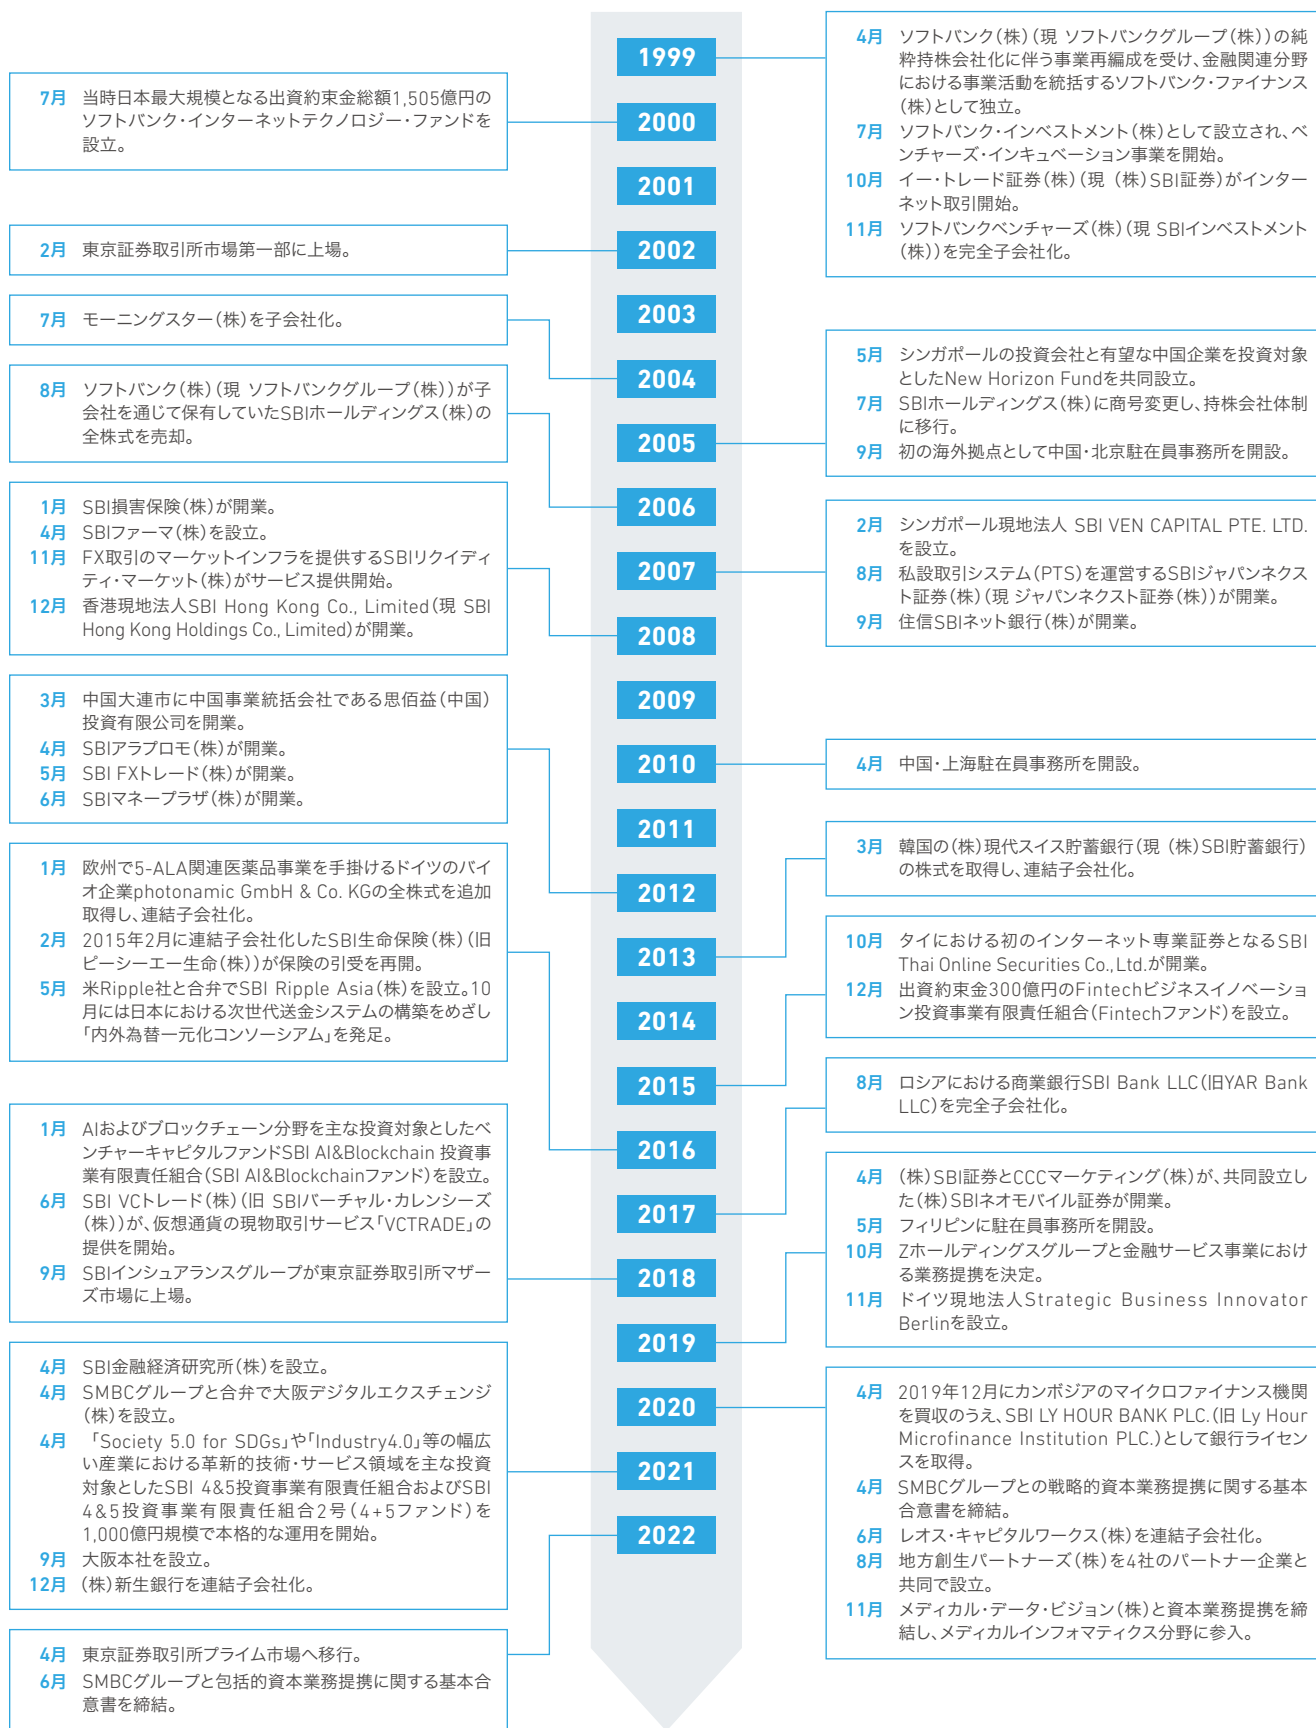 1999
4月 ソフトバンク(株)(現 ソフトバンクグループ(株))の純
粋持株会社化に伴う事業再編成を受け、金融関連分野
における事業活動を統括するソフトバンク・ファイナンス
(株)として独立。
7月 ソフトバンク・インベストメント(株)として設立され、ベ
ンチャーズ・インキュベーション事業を開始。
10月 イー・トレード証券(株)(現 (株)SBI証券)がインター
ネット取引開始。
11月 ソフトバンクベンチャーズ(株)(現 SBIインベストメント
(株))を完全子会社化。
2000
7月 当時日本最大規模となる出資約束金総額1,505億円の
ソフトバンク・インターネットテクノロジー・ファンドを
設立。
2001
2002
2月 東京証券取引所市場第一部に上場。
2003
2004
7月 モーニングスター(株)を子会社化。
2005
5月 シンガポールの投資会社と有望な中国企業を投資対象
としたNew Horizon Fundを共同設立。
7月 SBIホールディングス(株)に商号変更し、持株会社体制
に移行。
9月 初の海外拠点として中国・北京駐在員事務所を開設。
2006
8月 ソフトバンク(株)(現 ソフトバンクグループ(株))が子
会社を通じて保有していたSBIホールディングス(株)の
全株式を売却。
2007
2月 シンガポール現地法人 SBI VEN CAPITAL PTE. LTD.
を設立。
8月 私設取引システム(PTS)を運営するSBIジャパンネクス
ト証券(株)(現 ジャパンネクスト証券(株))が開業。
9月 住信SBIネット銀行(株)が開業。
2008
1月 SBI損害保険(株)が開業。
4月 SBIファーマ(株)を設立。
11月 FX取引のマーケットインフラを提供するSBIリクイディ
ティ・マーケット(株)がサービス提供開始。
12月 香港現地法人SBI Hong Kong Co., Limited(現 SBI
Hong Kong Holdings Co., Limited)が開業。
2009
2010
4月 中国・上海駐在員事務所を開設。
2011
2012
3月 中国大連市に中国事業統括会社である思佰益(中国)
投資有限公司を開業。
4月 SBIアラプロモ(株)が開業。
5月 SBI FXトレード(株)が開業。
6月 SBIマネープラザ(株)が開業。
2013
3月 韓国の(株)現代スイス貯蓄銀行(現 (株)SBI貯蓄銀行)
の株式を取得し、連結子会社化。
2014
2015
10月 タイにおける初のインターネット専業証券となるSBI
Thai Online Securities Co., Ltd.が開業。
12月 出資約束金300億円のFintechビジネスイノベーショ
ン投資事業有限責任組合(Fintechファンド)を設立。
2016
1月 欧州で5-ALA関連医薬品事業を手掛けるドイツのバイ
オ企業photonamic GmbH & Co. KGの全株式を追加
取得し、連結子会社化。
2月 2015年2月に連結子会社化したSBI生命保険(株)(旧
ピーシーエー生命(株))が保険の引受を再開。
5月 米Ripple社と合弁でSBI Ripple Asia(株)を設立。10
月には日本における次世代送金システムの構築をめざし
「内外為替一元化コンソーシアム」を発足。
2017
8月 ロシアにおける商業銀行SBI Bank LLC(旧YAR Bank
LLC)を完全子会社化。
2018
1月 AIおよびブロックチェーン分野を主な投資対象としたベ
ンチャーキャピタルファンドSBI AI&Blockchain 投資事
業有限責任組合(SBI AI&Blockchainファンド)を設立。
6月 SBI VCトレード(株)(旧 SBIバーチャル・カレンシーズ
(株))が、仮想通貨の現物取引サービス「VCTRADE」の
提供を開始。
9月 SBIインシュアランスグループが東京証券取引所マザー
ズ市場に上場。
2019
4月 (株)SBI証券とCCCマーケティング(株)が、共同設立し
た(株)SBIネオモバイル証券が開業。
5月 フィリピンに駐在員事務所を開設。
10月 Zホールディングスグループと金融サービス事業におけ
る業務提携を決定。
11月 ドイツ現地法人Strategic Business Innovator
Berlinを設立。
2020
4月 2019年12月にカンボジアのマイクロファイナンス機関
を買収のうえ、SBI LY HOUR BANK PLC.(旧 Ly Hour
Microfinance Institution PLC.)として銀行ライセン
スを取得。
4月 SMBCグループとの戦略的資本業務提携に関する基本
合意書を締結。
6月 レオス・キャピタルワークス(株)を連結子会社化。
8月 地方創生パートナーズ(株)を4社のパートナー企業と
共同で設立。
11月 メディカル・データ・ビジョン(株)と資本業務提携を締
結し、メディカルインフォマティクス分野に参入。
2021
4月 SBI金融経済研究所(株)を設立。
4月 SMBCグループと合弁で大阪デジタルエクスチェンジ
(株)を設立。
4月 「Society 5.0 for SDGs」や「Industry4.0」等の幅広
い産業における革新的技術・サービス領域を主な投資
対象としたSBI 4&5投資事業有限責任組合およびSBI
4&5投資事業有限責任組合2号(4+5ファンド)を
1,000億円規模で本格的な運用を開始。
9月 大阪本社を設立。
12月 (株)新生銀行を連結子会社化。
2022
4月 東京証券取引所プライム市場へ移行。
6月 SMBCグループと包括的資本業務提携に関する基本合
意書を締結。